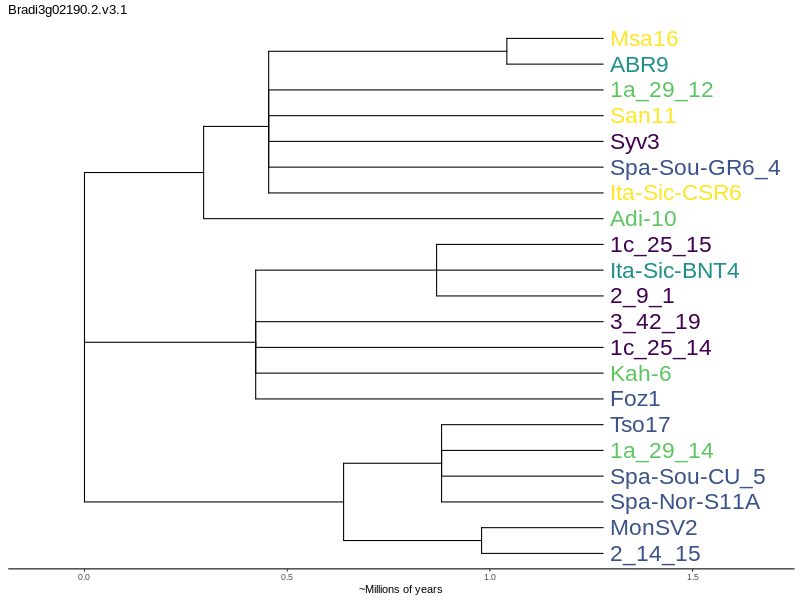 Bradi3g02190.2.v3.1
Msa16
ABR9
1a_29_12
San11
Syv3
Spa-Sou-GR6_4
Ita-Sic-CSR6
Adi-10
1c_25_15
Ita-Sic-BNT4
2_9_1
3_42_19
1c_25_14
Kah-6
Foz1
Tso17
1a_29_14
Spa-Sou-CU_5
Spa-Nor-S11A
MonSV2
2_14_15
0.0 0.5 1.0 1.5
~Millions of years